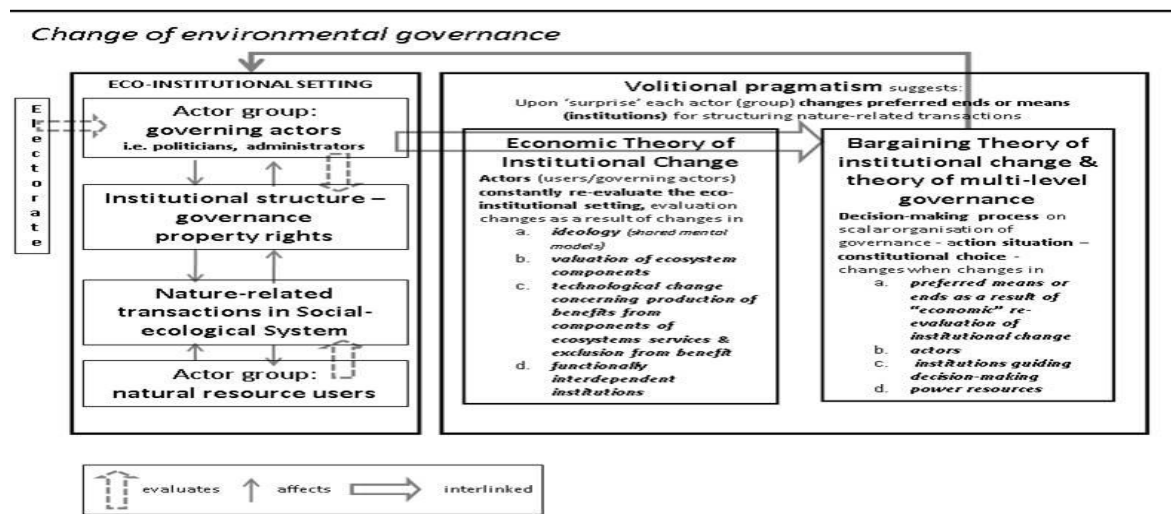 Change of environmental governance
Electorate
ECO-INSTITUTIONAL SETTING
Actor group:
governing actors
i.e. politicians, administrators
Institutional structure –
governance
property rights
Nature-related
transactions in Social-
ecological System
Actor group:
natural resource users
Volitional pragmatism suggests:
Upon ‘surprise’ each actor (group) changes preferred ends or means
(institutions) for structuring nature-related transactions
Economic Theory of
Institutional Change
Actors (users/governing actors)
constantly re-evaluate the eco-
institutional setting, evaluation
changes as a result of changes in
a. ideology (shared mental
models)
b. valuation of ecosystem
components
c. technological change
concerning production of
benefits from
components of
ecosystems services &
exclusion from benefit
d. functionally
interdependent
institutions
Bargaining Theory of
institutional change &
theory of multi-level
governance
Decision-making process on
scalar organisation of
governance - action situation –
constitutional choice -
changes when changes in
a. preferred means or
ends as a result of
“economic” re-
evaluation of
institutional change
b. actors
c. institutions guiding
decision-making
d. power resources
evaluates affects interlinked